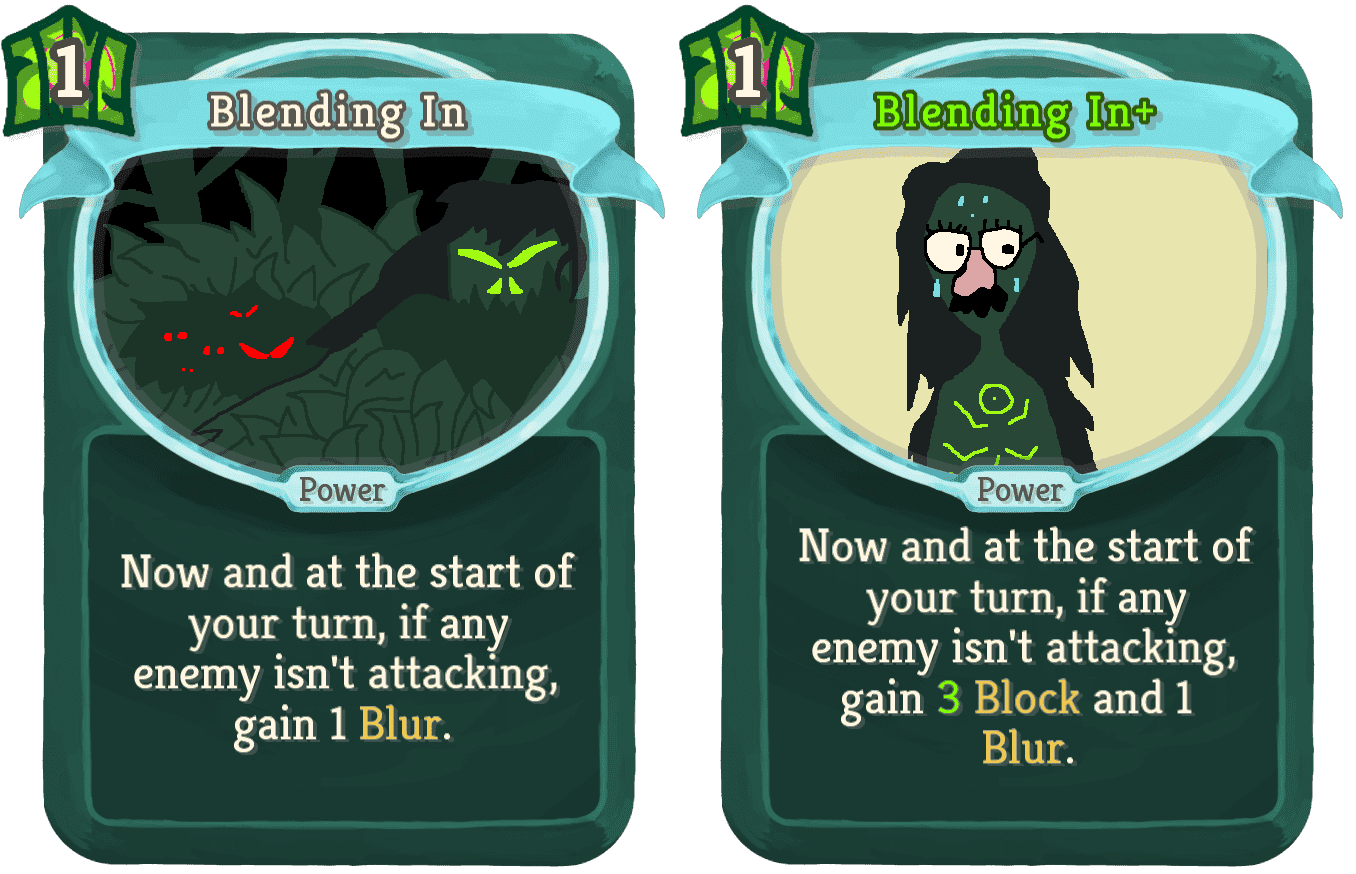 1
Blending In
Power
Now and at the start of
your turn, if any
enemy isn't attacking,
gain 1 Blur.
1
Blending In+
Power
Now and at the start of
your turn, if any
enemy isn't attacking,
gain 3 Block and 1
Blur.